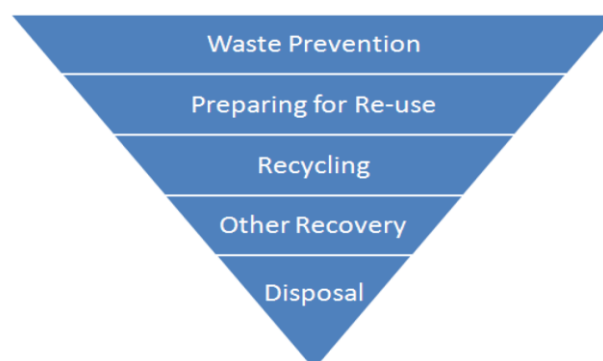 Waste Prevention
Preparing for Re-use
Recycling
Other Recovery
Disposal